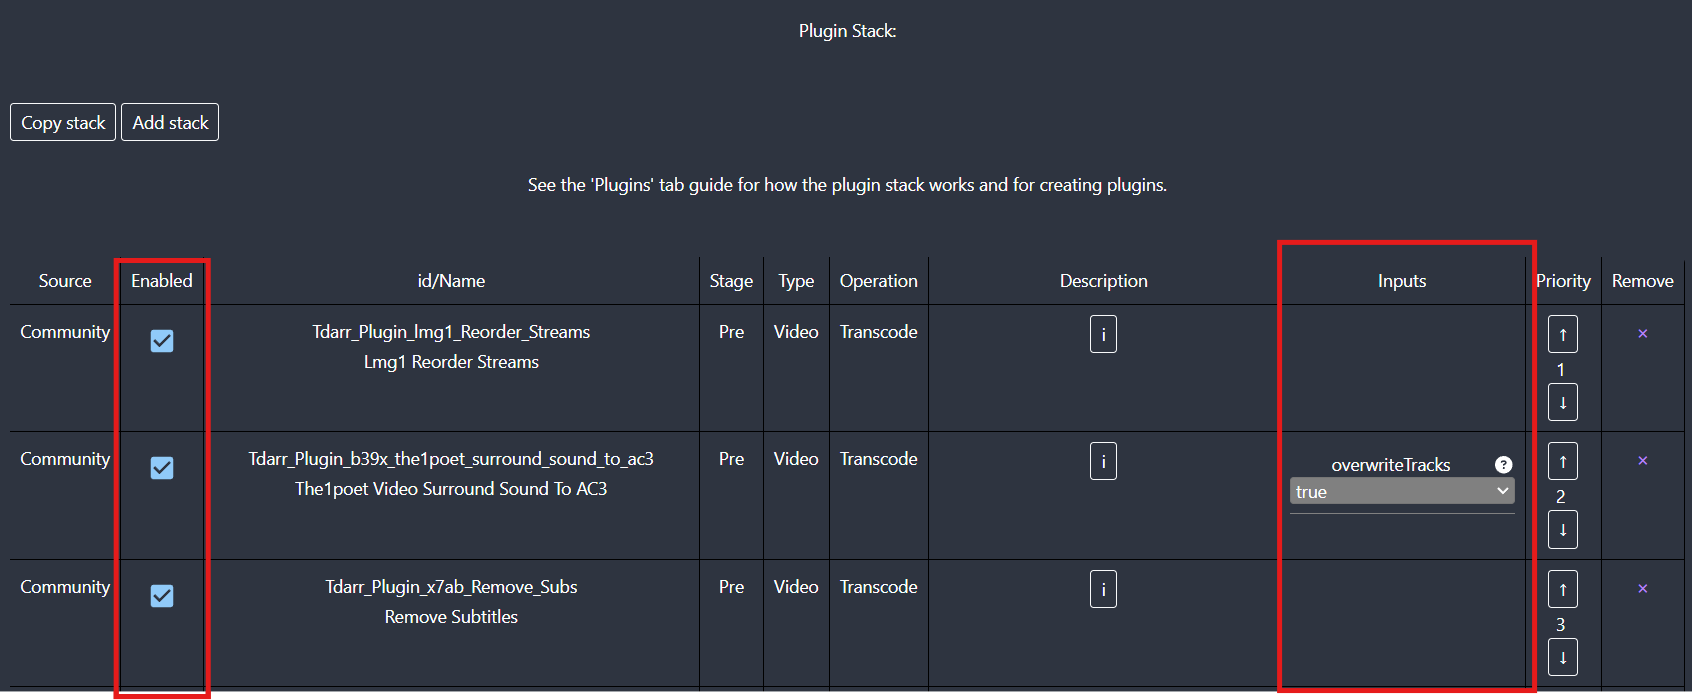 Plugin Stack:
Copy stack Add stack
See the 'Plugins' tab guide for how the plugin stack works and for creating plugins.
Source Enabled id/Name Stage Type Operation Description Inputs Priority Remove
Community Tdarr_Plugin_lmg1_Reorder_Streams Pre Video Transcode i ↑ ×
Lmg1 Reorder Streams
1
↓
Community Tdarr_Plugin_b39x_the1poet_surround_sound_to_ac3 Pre Video Transcode i overwriteTracks ? ↑ ×
The1poet Video Surround Sound To AC3 true
2
↓
Community Tdarr_Plugin_x7ab_Remove_Subs Pre Video Transcode i ↑ ×
Remove Subtitles
3
↓